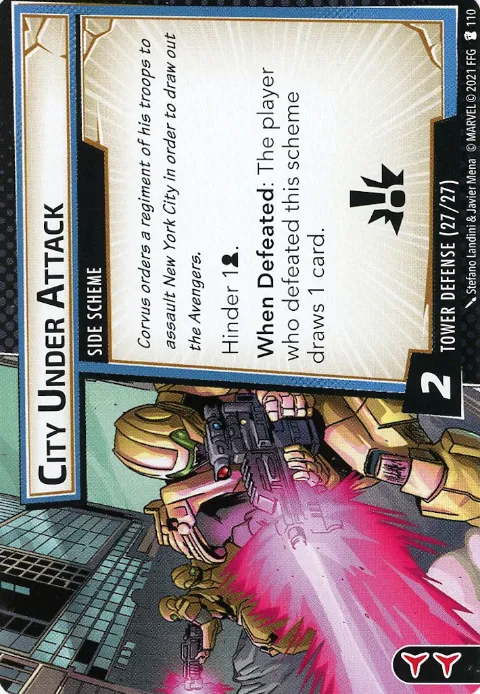 CITY UNDER ATTACK
SIDE SCHEME
Corvus orders a regiment of his troops to
assault New York City in order to draw out
the Avengers.
Hinder 1.
When Defeated: The player
who defeated this scheme
draws 1 card.
2
TOWER DEFENSE (27/27)
Stefano Landini & Javier Mena © MARVEL © 2021 FFG 110